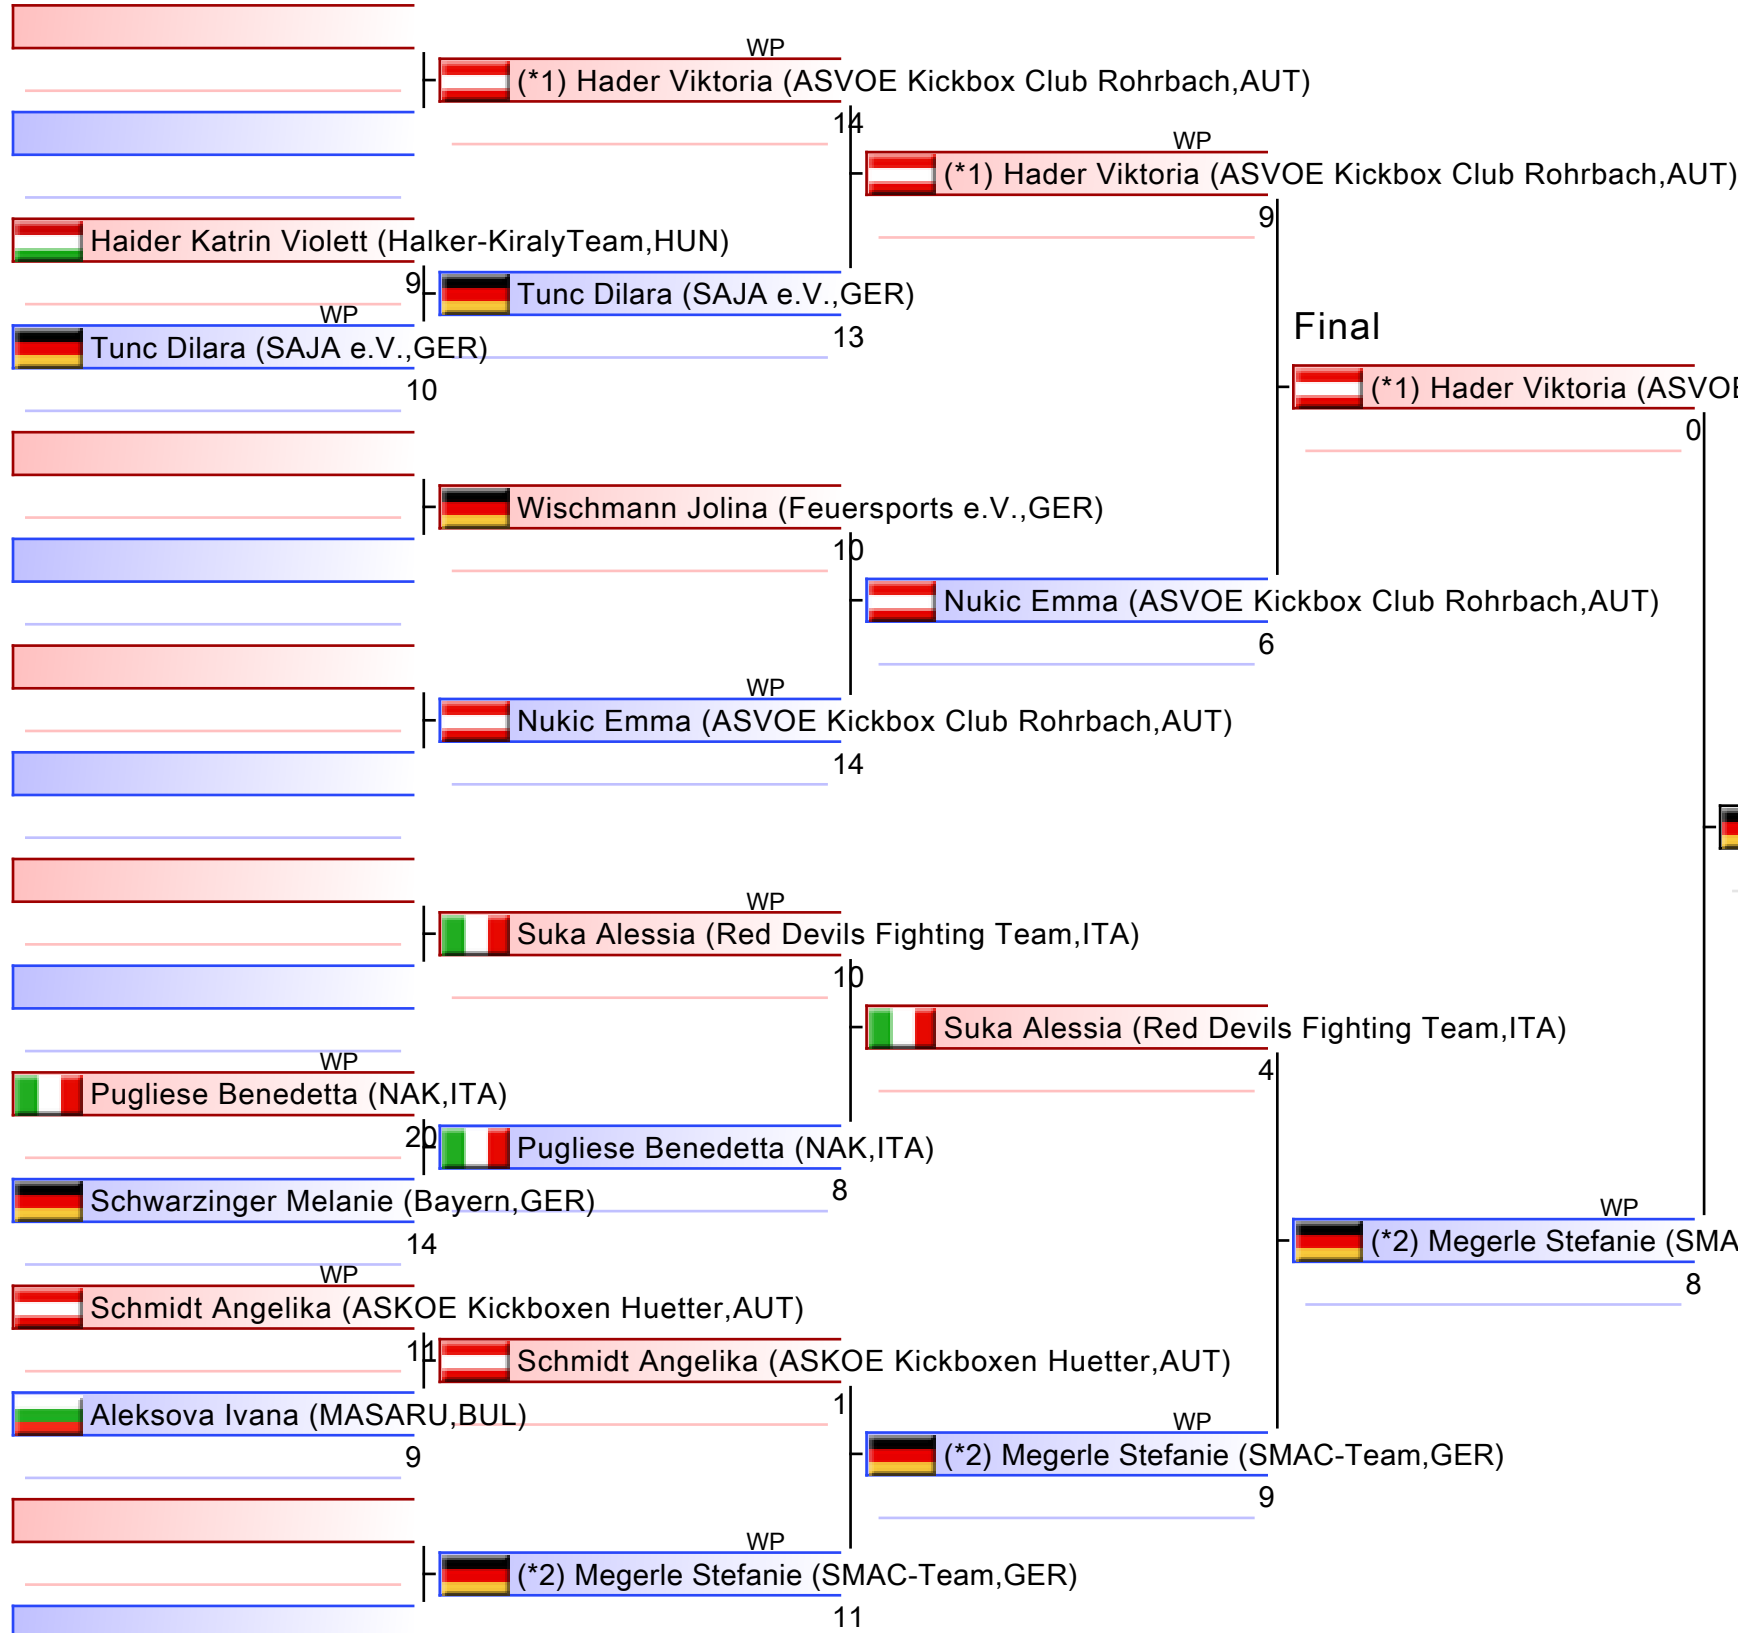 WP
(*1) Hader Viktoria (ASVOE Kickbox Club Rohrbach,AUT)
14
WP
(*1) Hader Viktoria (ASVOE Kickbox Club Rohrbach,AUT)
9
Haider Katrin Violett (Halker-KiralyTeam,HUN)
9
Tunc Dilara (SAJA e.V.,GER)
13
WP
Tunc Dilara (SAJA e.V.,GER)
10
Final
(*1) Hader Viktoria (ASVOE
0
Wischmann Jolina (Feuersports e.V.,GER)
10
Nukic Emma (ASVOE Kickbox Club Rohrbach,AUT)
6
WP
Nukic Emma (ASVOE Kickbox Club Rohrbach,AUT)
14
WP
Suka Alessia (Red Devils Fighting Team,ITA)
10
Suka Alessia (Red Devils Fighting Team,ITA)
4
WP
Pugliese Benedetta (NAK,ITA)
20
Pugliese Benedetta (NAK,ITA)
8
Schwarzinger Melanie (Bayern,GER)
14
WP
(*2) Megerle Stefanie (SMA
8
WP
Schmidt Angelika (ASKOE Kickboxen Huetter,AUT)
11
Schmidt Angelika (ASKOE Kickboxen Huetter,AUT)
1
Aleksova Ivana (MASARU,BUL)
9
WP
(*2) Megerle Stefanie (SMAC-Team,GER)
9
WP
(*2) Megerle Stefanie (SMAC-Team,GER)
11